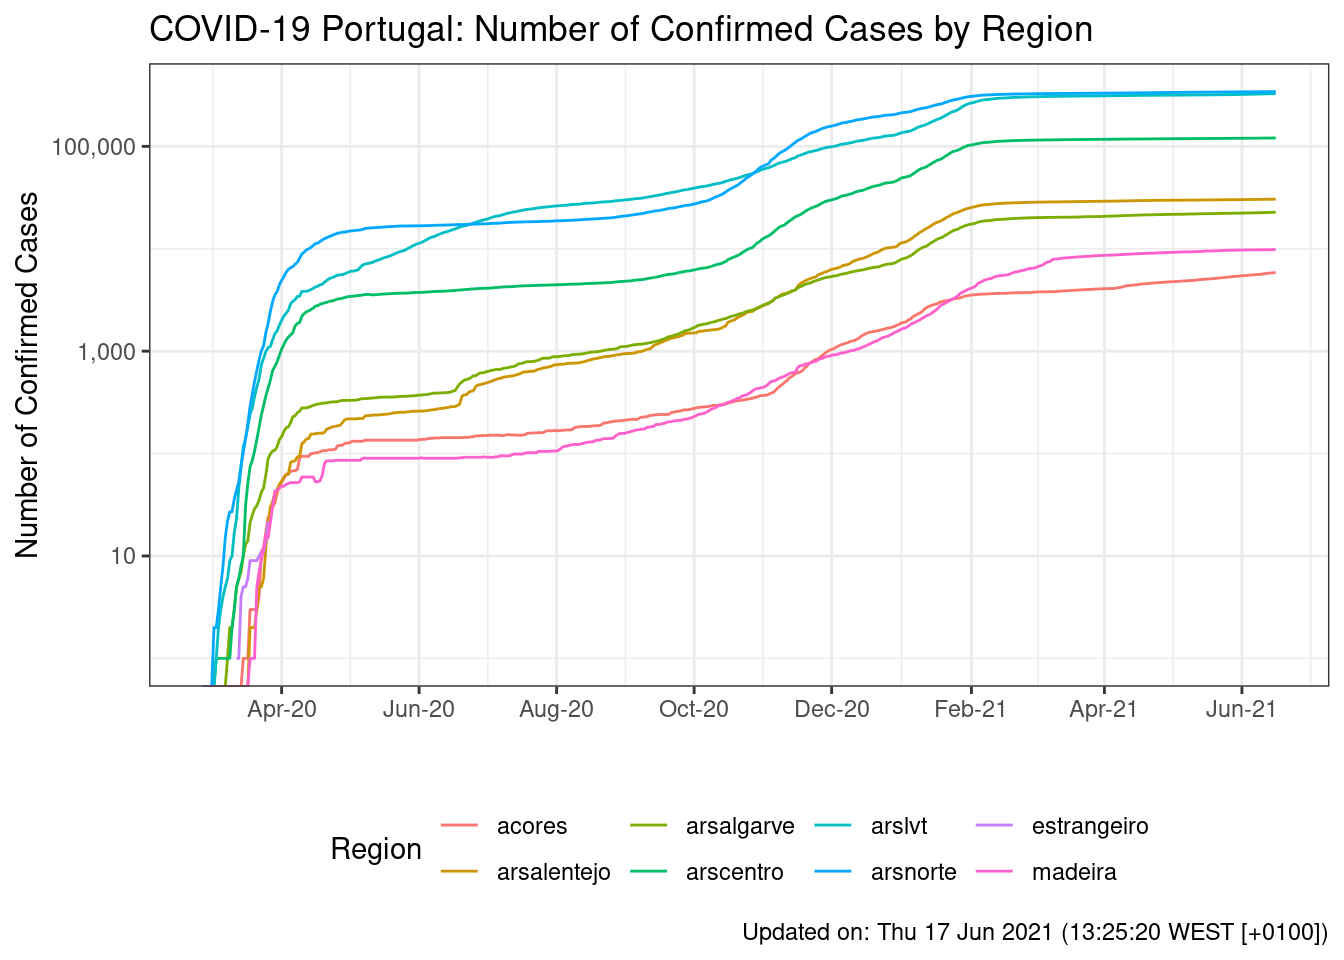 COVID-19 Portugal: Number of Confirmed Cases by Region
Number of Confirmed Cases
100,000
1,000
10
Apr-20 Jun-20 Aug-20 Oct-20 Dec-20 Feb-21 Apr-21 Jun-21
Region
acores arsalgarve arslvt estrangeiro
arsalentejo arscentro arsnorte madeira
Updated on: Thu 17 Jun 2021 (13:25:20 WEST [+0100])